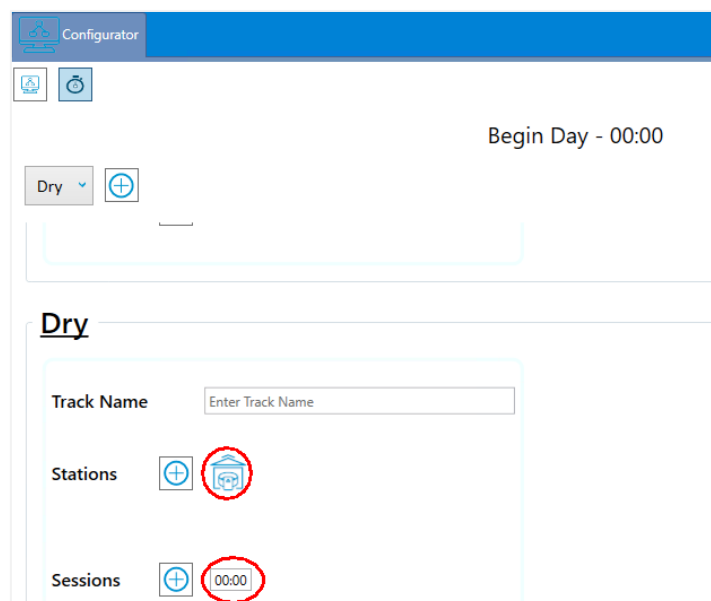 Configurator
Begin Day - 00:00
Dry
Dry
Track Name
Enter Track Name
Stations
Sessions
00:00